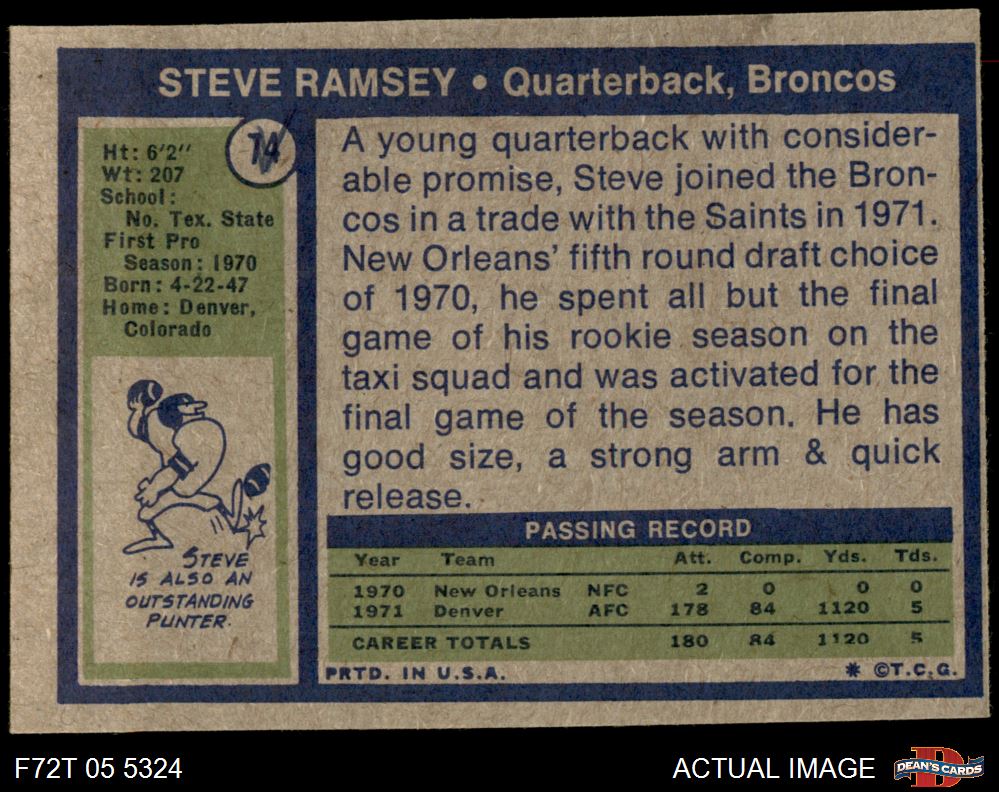 STEVE RAMSEY • Quarterback, Broncos
14
Ht: 6'2"
Wt: 207
School:
No. Tex. State
First Pro
Season: 1970
Born: 4-22-47
Home: Denver,
Colorado
STEVE
IS ALSO AN
OUTSTANDING
PUNTER.
A young quarterback with consider-
able promise, Steve joined the Bron-
cos in a trade with the Saints in 1971.
New Orleans' fifth round draft choice
of 1970, he spent all but the final
game of his rookie season on the
taxi squad and was activated for the
final game of the season. He has
good size, a strong arm & quick
release.
PASSING RECORD
Year Team Att. Comp. Yds. Tds.
1970 New Orleans NFC 2 0 0 0
1971 Denver AFC 178 84 1120 5
CAREER TOTALS 180 84 1120 5
PRTD. IN U.S.A. * ©T.C.G.
F72T 05 5324 ACTUAL IMAGE DEAN'S CARDS